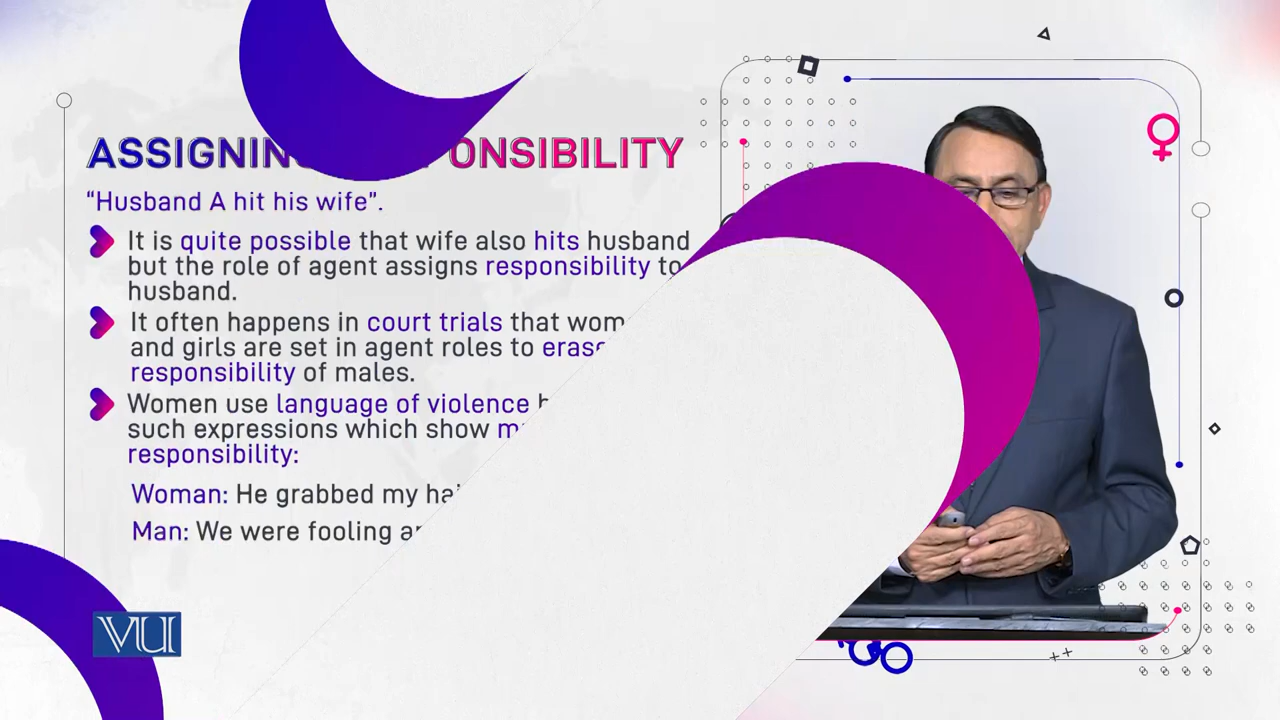 ASSIGNIN ONSIBILITY
“Husband A hit his wife”.
It is quite possible that wife also hits husband
but the role of agent assigns responsibility to
husband.
It often happens in court trials that
and girls are set in agent roles to
responsibility of males.
Women use language of violence
such expressions which show
responsibility:
Woman: He grabbed my
Man: We were fooling
VU